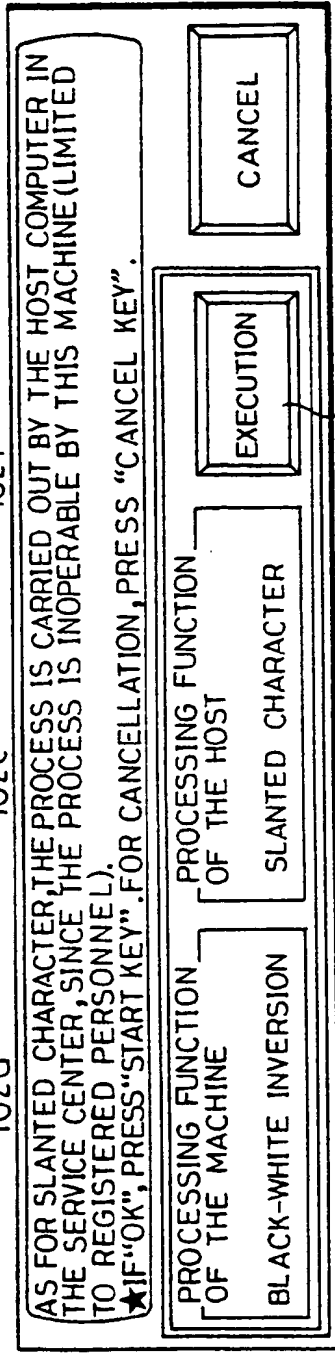 AS FOR SLANTED CHARACTER,THE PROCESS IS CARRIED OUT BY THE HOST COMPUTER IN
THE SERVICE CENTER,SINCE THE PROCESS IS INOPERABLE BY THIS MACHINE(LIMITED
TO REGISTERED PERSONNEL).
★IF"OK",PRESS"START KEY".FOR CANCELLATION,PRESS "CANCEL KEY".
PROCESSING FUNCTION
OF THE MACHINE
BLACK-WHITE INVERSION
PROCESSING FUNCTION
OF THE HOST
SLANTED CHARACTER
EXECUTION
CANCEL